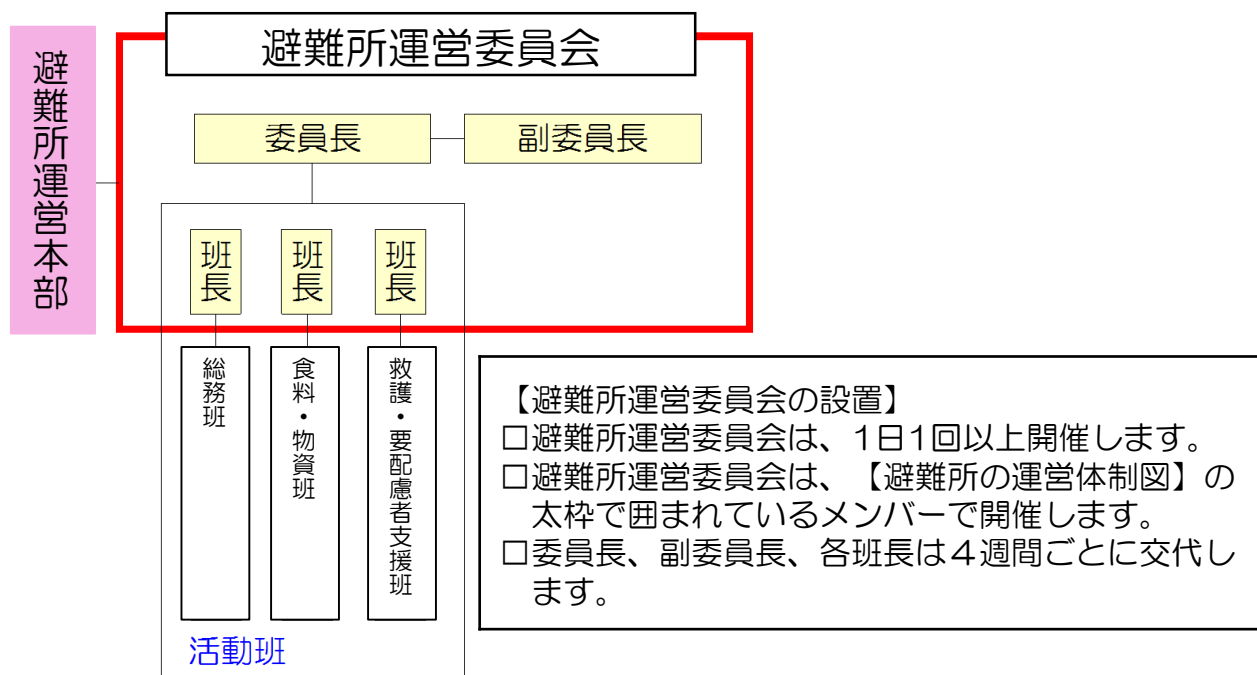 避難所運営本部
避難所運営委員会
委員長
副委員長
班長
班長
班長
総務班
食料・物資班
救護・要配慮者支援班
活動班
【避難所運営委員会の設置】
□避難所運営委員会は、1日1回以上開催します。
□避難所運営委員会は、【避難所の運営体制図】の
太枠で囲まれているメンバーで開催します。
□委員長、副委員長、各班長は４週間ごとに交代し
ます。